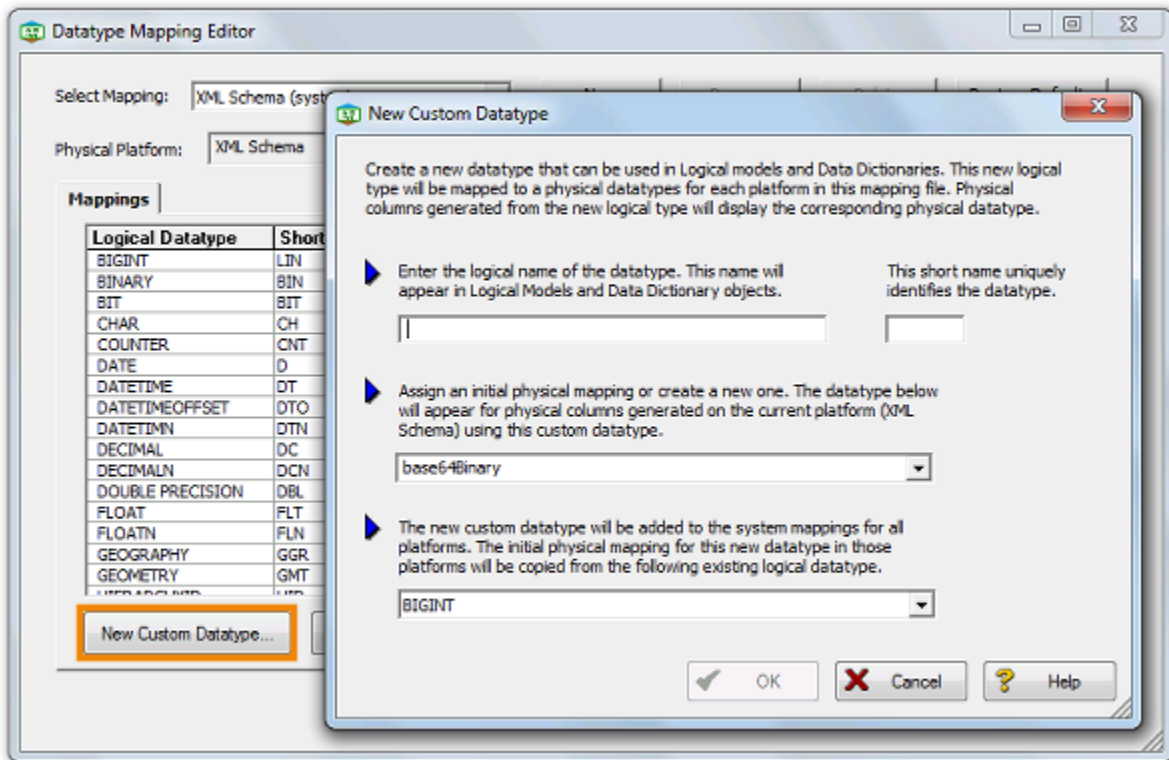 Datatype Mapping Editor
Select Mapping: XML Schema (syst
Physical Platform: XML Schema
Mappings
Logical Datatype Short
BIGINT LIN
BINARY BIN
BIT BIT
CHAR CH
COUNTER CNT
DATE D
DATETIME DT
DATETIMEOFFSET DTO
DATETIMN DTN
DECIMAL DC
DECIMALN DCN
DOUBLE PRECISION DBL
FLOAT FLT
FLOATN FLN
GEOGRAPHY GGR
GEOMETRY GMT
New Custom Datatype...
New Custom Datatype
Create a new datatype that can be used in Logical models and Data Dictionaries. This new logical
type will be mapped to a physical datatypes for each platform in this mapping file. Physical
columns generated from the new logical type will display the corresponding physical datatype.
Enter the logical name of the datatype. This name will
appear in Logical Models and Data Dictionary objects.
This short name uniquely
identifies the datatype.
Assign an initial physical mapping or create a new one. The datatype below
will appear for physical columns generated on the current platform (XML
Schema) using this custom datatype.
base64Binary
The new custom datatype will be added to the system mappings for all
platforms. The initial physical mapping for this new datatype in those
platforms will be copied from the following existing logical datatype.
BIGINT
OK Cancel Help